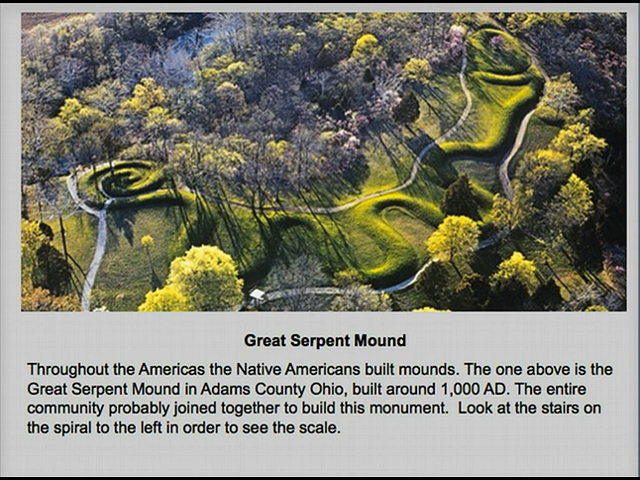 Great Serpent Mound
Throughout the Americas the Native Americans built mounds. The one above is the
Great Serpent Mound in Adams County Ohio, built around 1,000 AD. The entire
community probably joined together to build this monument.  Look at the stairs on
the spiral to the left in order to see the scale.